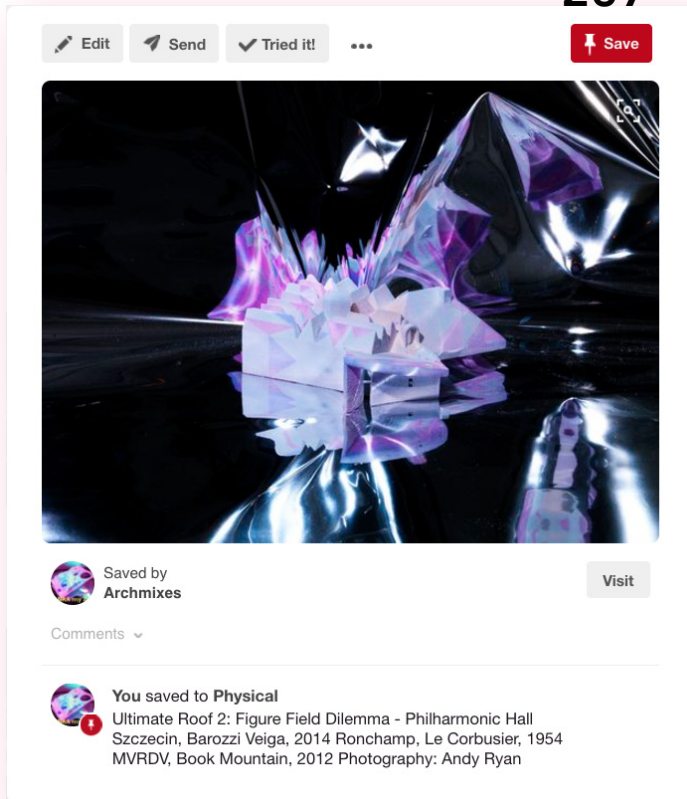 Edit Send Tried it! Save
Saved by
Archmixes
Visit
Comments
You saved to Physical
Ultimate Roof 2: Figure Field Dilemma - Philharmonic Hall
Szczecin, Barozzi Veiga, 2014 Ronchamp, Le Corbusier, 1954
MVRDV, Book Mountain, 2012 Photography: Andy Ryan